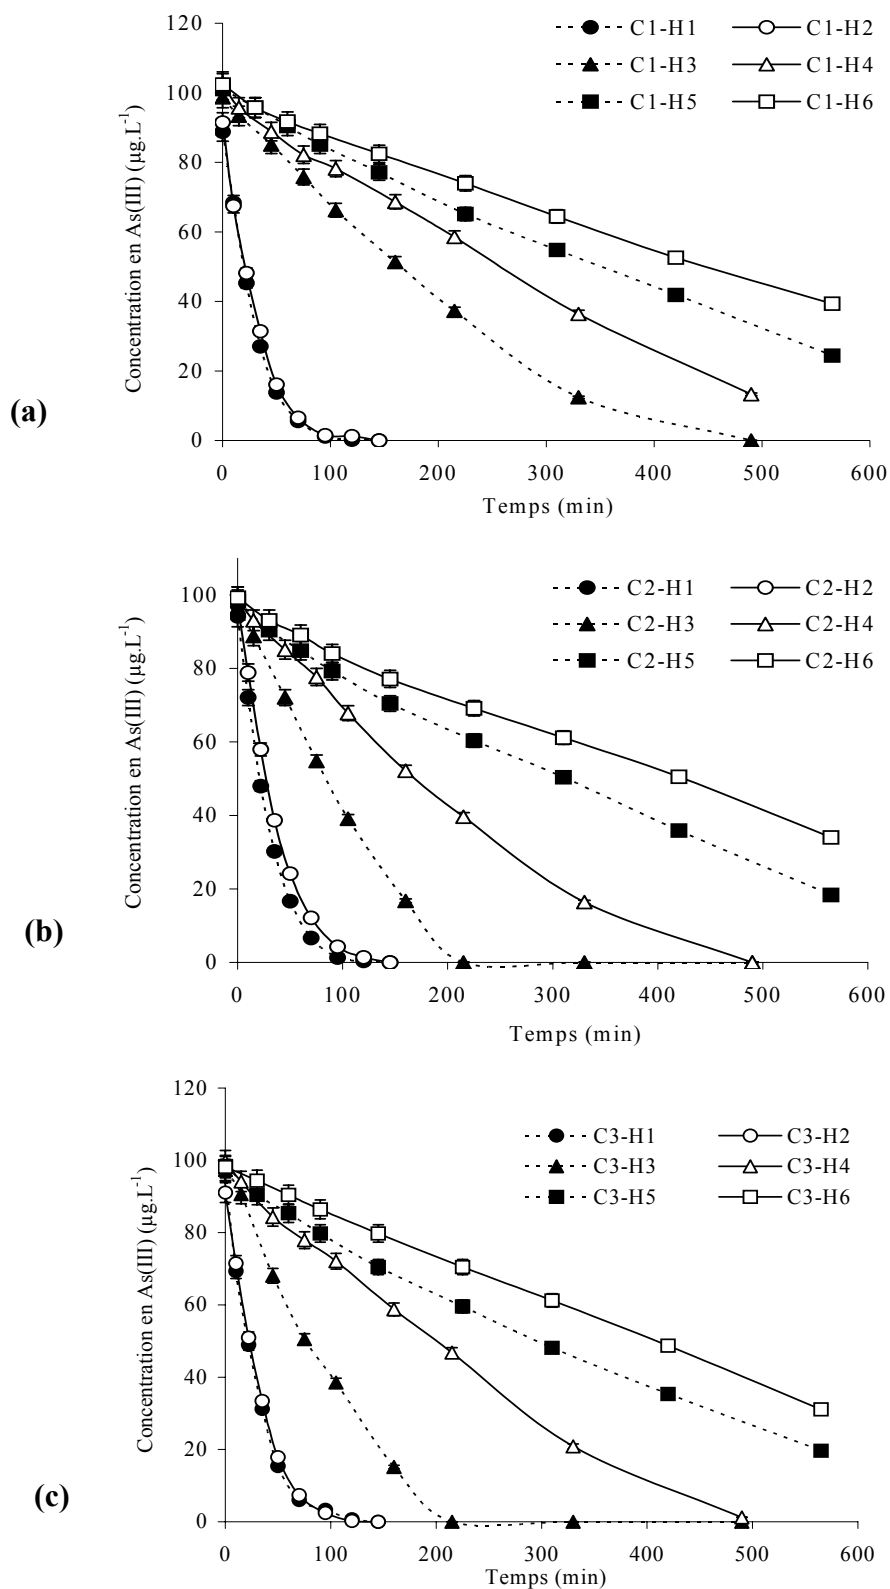 120
100
80
60
40
20
0
Concentration en As(III) (µg.L⁻¹)
C1-H1 C1-H2
C1-H3 C1-H4
C1-H5 C1-H6
(a)
0 100 200 300 400 500 600
Temps (min)
100
80
60
40
20
0
Concentration en As(III) (µg.L⁻¹)
C2-H1 C2-H2
C2-H3 C2-H4
C2-H5 C2-H6
(b)
0 100 200 300 400 500 600
Temps (min)
120
100
80
60
40
20
0
Concentration en As(III) (µg.L⁻¹)
C3-H1 C3-H2
C3-H3 C3-H4
C3-H5 C3-H6
(c)
0 100 200 300 400 500 600
Temps (min)